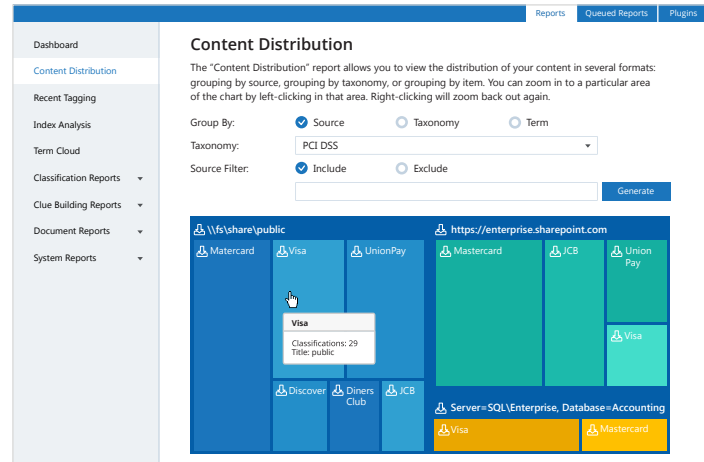 Reports Queued Reports Plugins
Dashboard
Content Distribution
Recent Tagging
Index Analysis
Term Cloud
Classification Reports
Clue Building Reports
Document Reports
System Reports
Content Distribution
The "Content Distribution" report allows you to view the distribution of your content in several formats:
grouping by source, grouping by taxonomy, or grouping by item. You can zoom in to a particular area
of the chart by left-clicking in that area. Right-clicking will zoom back out again.
Group By: Source Taxonomy Term
Taxonomy: PCI DSS
Source Filter: Include Exclude
Generate
\\fs\share\public
Matercard Visa UnionPay
Visa
Classifications: 29
Title: public
Discover Diners JCB
Club
https://enterprise.sharepoint.com
Mastercard JCB Union
Pay
Visa
Server=SQL\Enterprise, Database=Accounting
Visa Mastercard